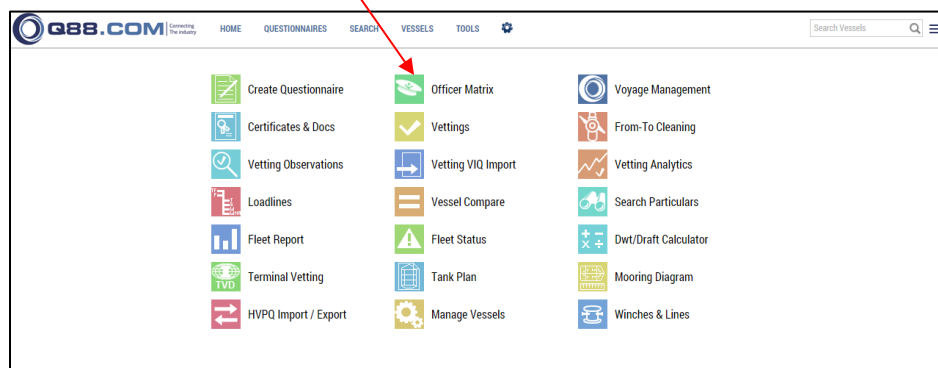 Q88.COM Connecting The industry HOME QUESTIONNAIRES SEARCH VESSELS TOOLS Search Vessels
Create Questionnaire Officer Matrix Voyage Management
Certificates & Docs Vettings From-To Cleaning
Vetting Observations Vetting VIQ Import Vetting Analytics
Loadlines Vessel Compare Search Particulars
Fleet Report Fleet Status Dwt/Draft Calculator
TVD Terminal Vetting Tank Plan Mooring Diagram
HVPQ Import / Export Manage Vessels Winches & Lines